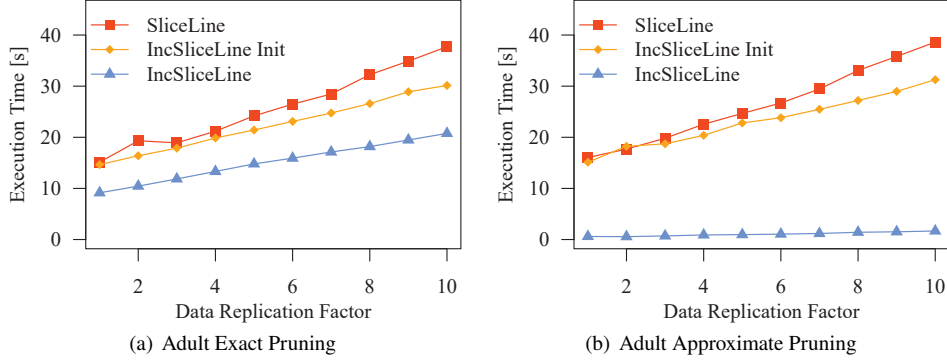 SliceLine
IncSliceLine Init
IncSliceLine
Execution Time [s]
40
30
20
10
0
2 4 6 8 10
Data Replication Factor
(a) Adult Exact Pruning
SliceLine
IncSliceLine Init
IncSliceLine
Execution Time [s]
40
30
20
10
0
2 4 6 8 10
Data Replication Factor
(b) Adult Approximate Pruning